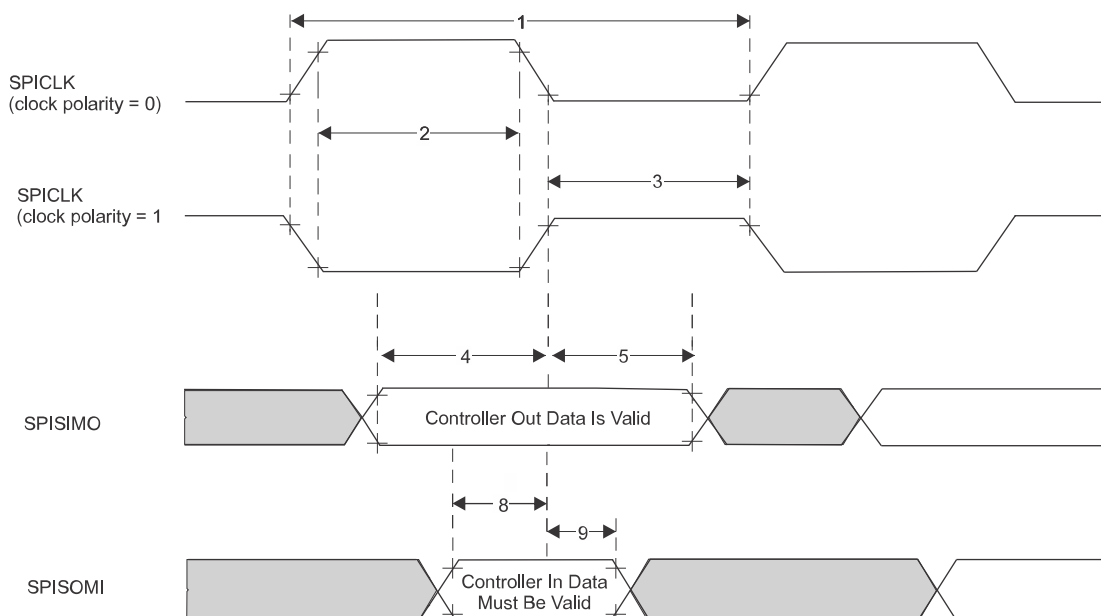 1
SPICLK
(clock polarity = 0)
2
3
SPICLK
(clock polarity = 1
4
5
SPISIMO
Controller Out Data Is Valid
8
9
SPISOMI
Controller In Data
Must Be Valid